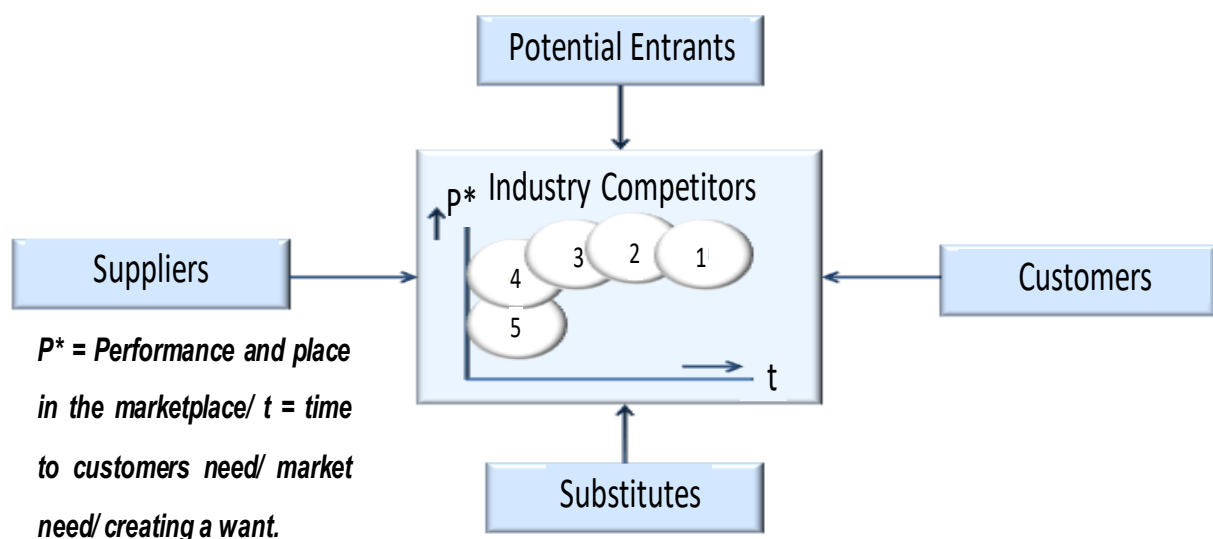 Potential Entrants
Industry Competitors
P*
3
2
1
4
5
t
Suppliers
Customers
P* = Performance and place
in the marketplace/ t = time
to customers need/ market
need/ creating a want.
Substitutes